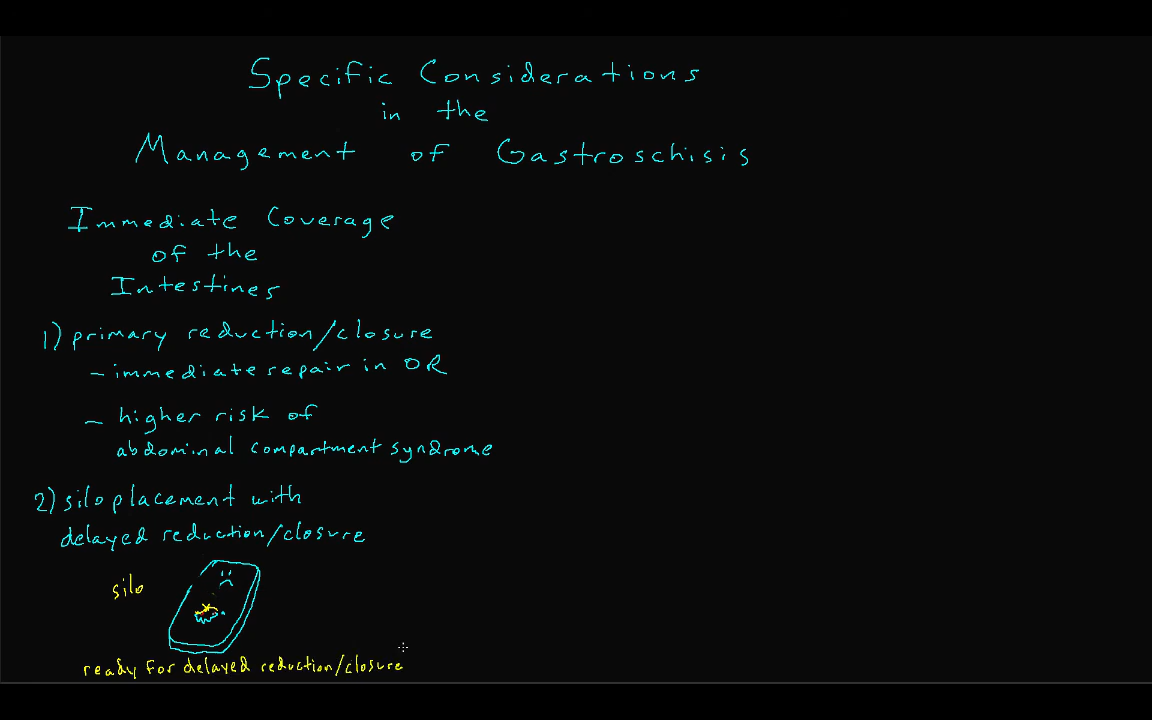 Specific Considerations
in the
Management of Gastroschisis
Immediate Coverage
of the
Intestines
1) primary reduction/closure
- immediate repair in OR
- higher risk of
abdominal compartment syndrome
2) silo placement with
delayed reduction/closure
silo
ready for delayed reduction/closure